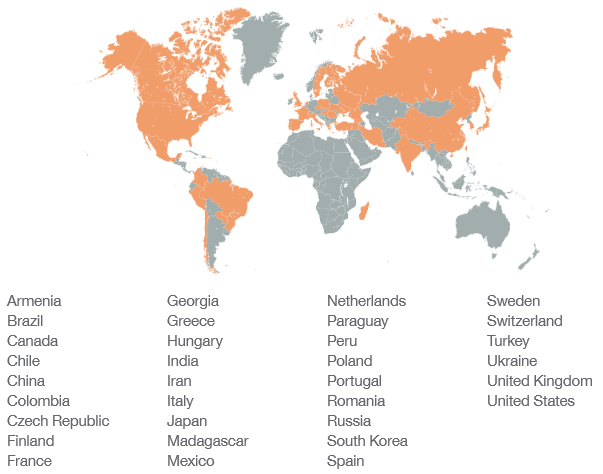 Armenia
Brazil
Canada
Chile
China
Colombia
Czech Republic
Finland
France
Georgia
Greece
Hungary
India
Iran
Italy
Japan
Madagascar
Mexico
Netherlands
Paraguay
Peru
Poland
Portugal
Romania
Russia
South Korea
Spain
Sweden
Switzerland
Turkey
Ukraine
United Kingdom
United States